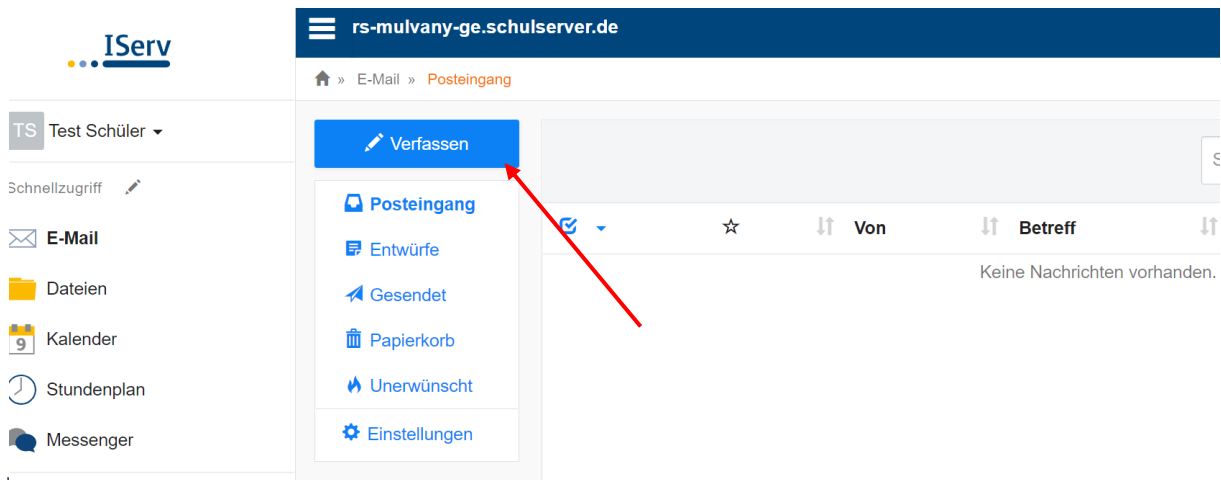 IServ
TS Test Schüler
Schnellzugriff
E-Mail
Dateien
9 Kalender
Stundenplan
Messenger
rs-mulvany-ge.schulserver.de
» E-Mail » Posteingang
Verfassen
Posteingang
Entwürfe
Gesendet
Papierkorb
Unerwünscht
Einstellungen
S
Von Betreff
Keine Nachrichten vorhanden.